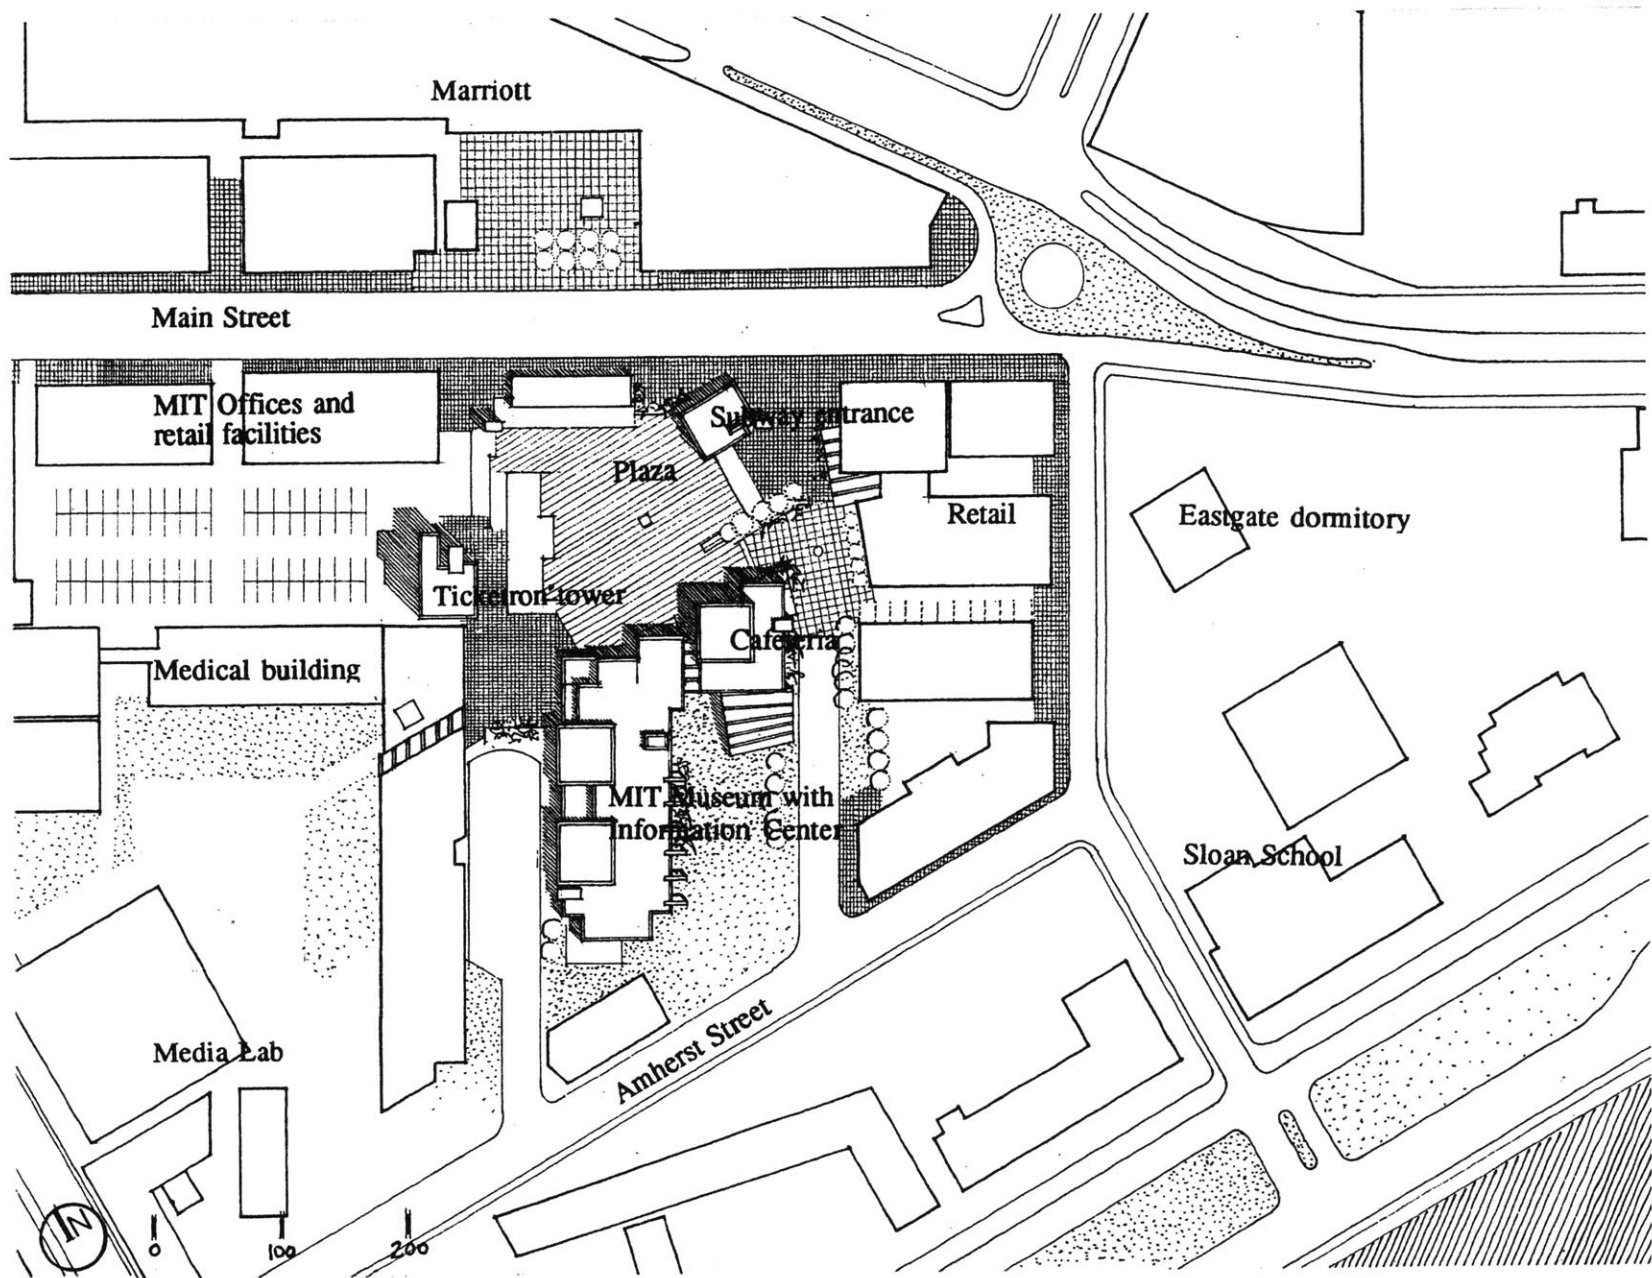 Marriott
Main Street
MIT Offices and
retail facilities
Subway entrance
Plaza
Retail
Eastgate dormitory
Ticketron tower
Cafeteria
Medical building
MIT Museum with
Information Center
Sloan School
Media Lab
Amherst Street
N
0
100
200